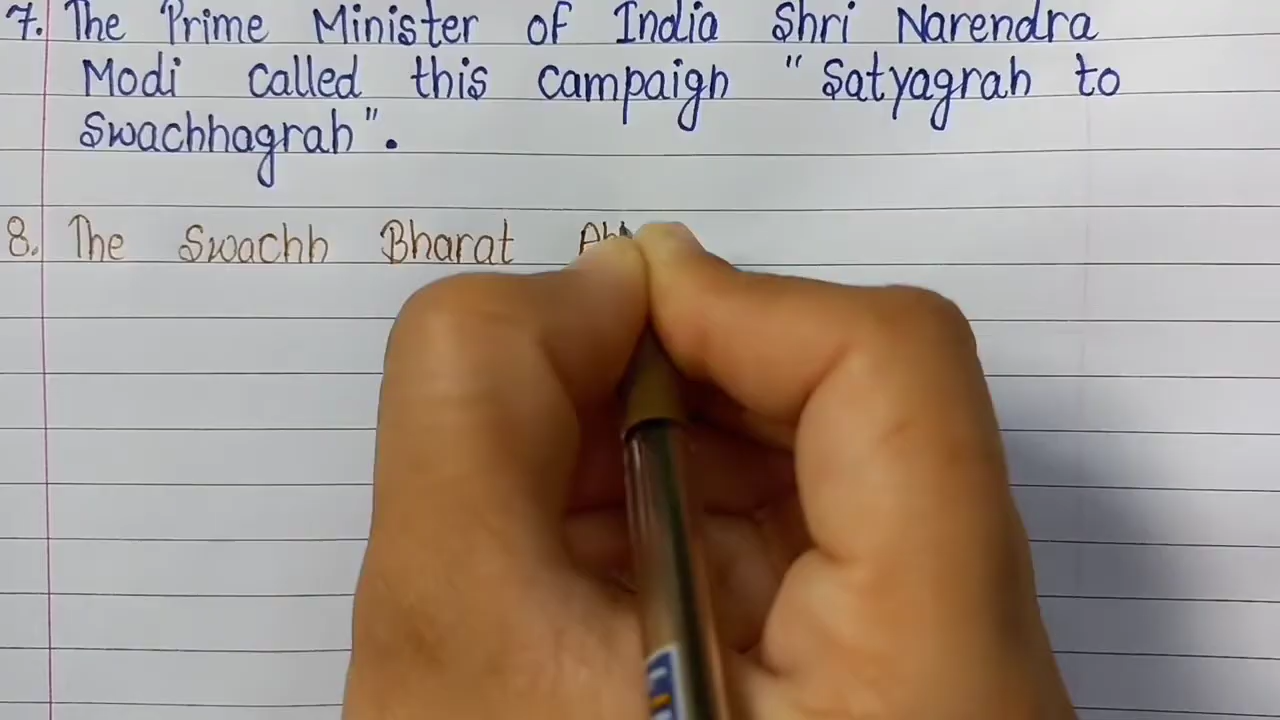 7. The Prime Minister of India Shri Narendra
Modi called this campaign "Satyagrah to
Swachhagrah".
8. The Swachh Bharat